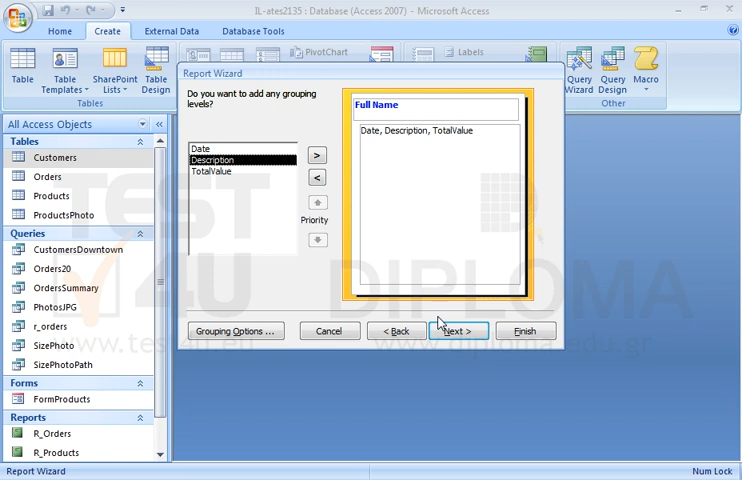 IL-ates2135 : Database (Access 2007) - Microsoft Access
Home
Create
External Data
Database Tools
Table
Table Templates
SharePoint Lists
Table Design
Tables
PivotChart
Labels
Query Wizard
Query Design
Macro
Other
All Access Objects
Tables
Customers
Orders
Products
ProductsPhoto
Queries
CustomersDowntown
Orders20
OrdersSummary
PhotosJPG
r_orders
SizePhoto
SizePhotoPath
Forms
FormProducts
Reports
R_Orders
R_Products
Report Wizard
Do you want to add any grouping
levels?
Date
Description
TotalValue
>
<
Priority
Full Name
Date, Description, TotalValue
Grouping Options ...
Cancel
< Back
Next >
Finish
TEST
4U
DIPLOMA
www.test4u.eu
www.diploma.edu.gr
Report Wizard
Num Lock